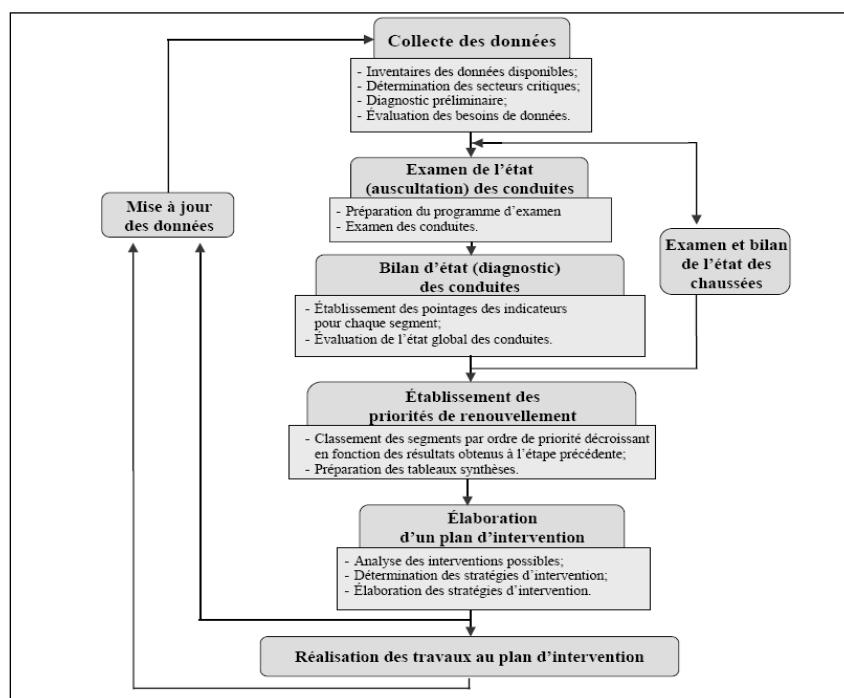 Collecte des données
- Inventaires des données disponibles;
- Détermination des secteurs critiques;
- Diagnostic préliminaire;
- Évaluation des besoins de données.
Examen de l'état
(auscultation) des conduites
- Préparation du programme d'examen
- Examen des conduites.
Mise à jour
des données
Examen et bilan
de l'état des
chaussées
Bilan d'état (diagnostic)
des conduites
- Établissement des pointages des indicateurs
pour chaque segment;
- Évaluation de l'état global des conduites.
Établissement des
priorités de renouvellement
- Classement des segments par ordre de priorité décroissant
en fonction des résultats obtenus à l'étape précédente;
- Préparation des tableaux synthèses.
Élaboration
d'un plan d'intervention
- Analyse des interventions possibles;
- Détermination des stratégies d'intervention;
- Élaboration des stratégies d'intervention.
Réalisation des travaux au plan d'intervention